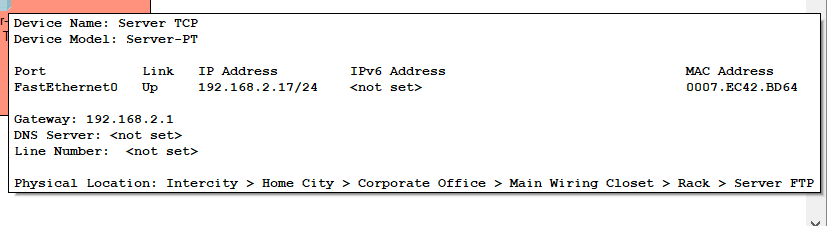 Device Name: Server TCP
Device Model: Server-PT
Port Link IP Address IPv6 Address MAC Address
FastEthernet0 Up 192.168.2.17/24 <not set> 0007.EC42.BD64
Gateway: 192.168.2.1
DNS Server: <not set>
Line Number: <not set>
Physical Location: Intercity > Home City > Corporate Office > Main Wiring Closet > Rack > Server FTP